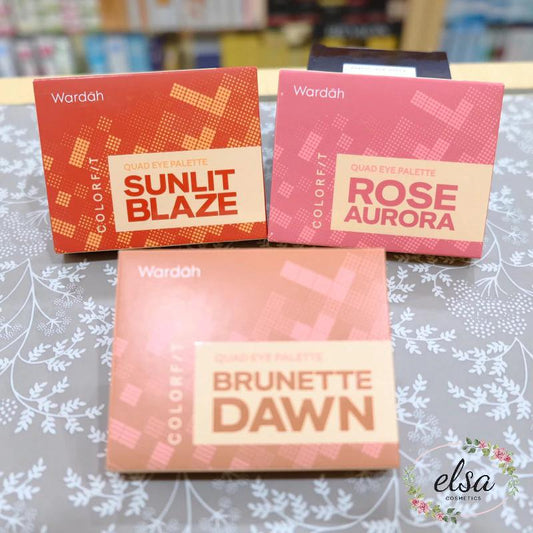 Wardah
COLORFIT
QUAD EYE PALETTE
SUNLIT
BLAZE
Wardah
COLORFIT
QUAD EYE PALETTE
ROSE
AURORA
Wardah
COLORFIT
QUAD EYE PALETTE
BRUNETTE
DAWN
elsa
COSMETICS